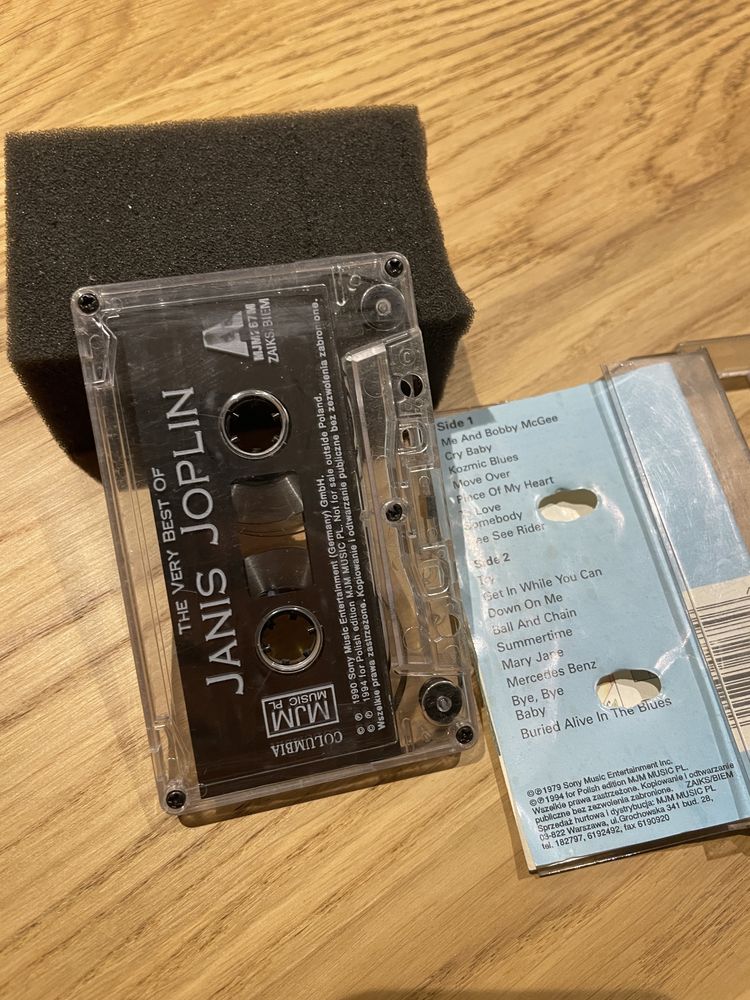 THE VERY BEST OF
JANIS JOPLIN
A
ZAIKS/BIEM
COLUMBIA
MJM
MUSIC PL
℗ 1990 Sony Music Entertainment (Germany) GmbH.
© ℗ 1994 for Polish edition MJM MUSIC PL. Not for sale outside Poland.
Wszelkie prawa zastrzeżone. Kopiowanie i odtwarzanie publiczne bez zezwolenia zabronione.
Side 1
Me And Bobby McGee
Cry Baby
Kozmic Blues
Move Over
Piece Of My Heart
Love
Somebody
See Rider
Side 2
Get In While You Can
Down On Me
Ball And Chain
Summertime
Mary Jane
Mercedes Benz
Bye, Bye
Baby
Buried Alive In The Blues
© ℗ 1979 Sony Music Entertainment Inc.
© ℗ 1994 for Polish edition MJM MUSIC PL.
Wszelkie prawa zastrzeżone. Kopiowanie i odtwarzanie
publiczne bez zezwolenia zabronione. ZAIKS/BIEM
Sprzedaż hurtowa i dystrybucja: MJM MUSIC PL
03-822 Warszawa, ul.Grochowska 341 bud. 28,
tel. 182797, 6192492, fax 6190920